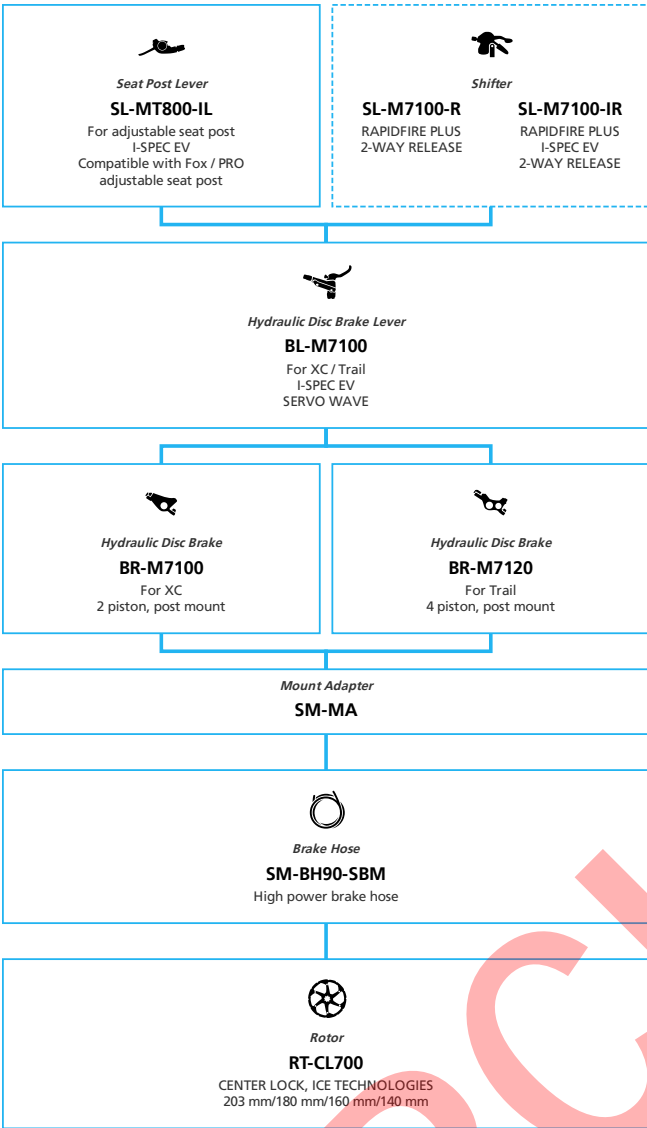 Seat Post Lever
SL-MT800-IL
For adjustable seat post
I-SPEC EV
Compatible with Fox / PRO
adjustable seat post
Shifter
SL-M7100-R
RAPIDFIRE PLUS
2-WAY RELEASE
SL-M7100-IR
RAPIDFIRE PLUS
I-SPEC EV
2-WAY RELEASE
Hydraulic Disc Brake Lever
BL-M7100
For XC / Trail
I-SPEC EV
SERVO WAVE
Hydraulic Disc Brake
BR-M7100
For XC
2 piston, post mount
Hydraulic Disc Brake
BR-M7120
For Trail
4 piston, post mount
Mount Adapter
SM-MA
Brake Hose
SM-BH90-SBM
High power brake hose
Rotor
RT-CL700
CENTER LOCK, ICE TECHNOLOGIES
203 mm/180 mm/160 mm/140 mm